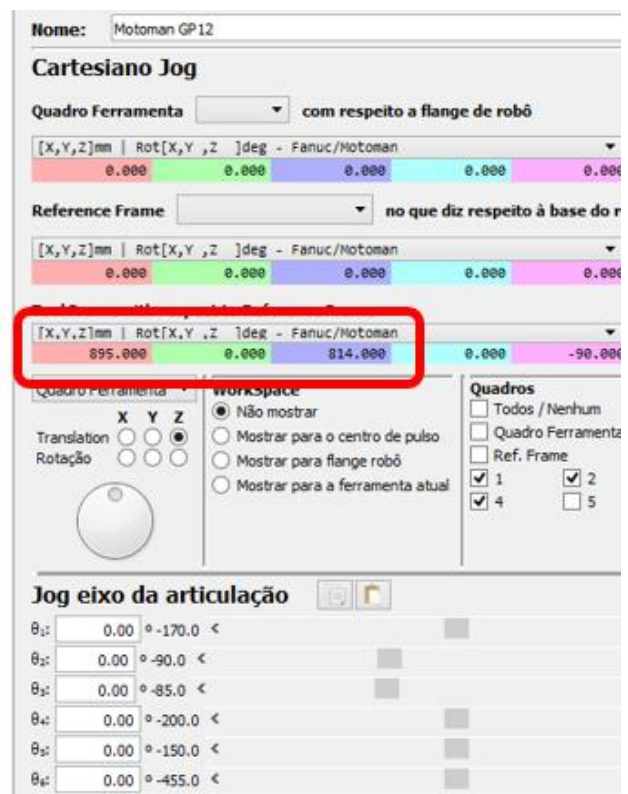 Nome: Motoman GP12
Cartesiano Jog
Quadro Ferramenta com respeito a flange de robô
[X,Y,Z]mm | Rot[X,Y ,Z ]deg - Fanuc/Motoman
0.000 0.000 0.000 0.000 0.000
Reference Frame no que diz respeito à base do r
[X,Y,Z]mm | Rot[X,Y ,Z ]deg - Fanuc/Motoman
0.000 0.000 0.000 0.000 0.000
[X,Y,Z]mm | Rot[X,Y ,Z ]deg - Fanuc/Motoman
895.000 0.000 814.000 0.000 -90.000
Quadro Ferramenta WorkSpace Quadros
X Y Z Não mostrar Todos / Nenhum
Translation Mostrar para o centro de pulso Quadro Ferramenta
Rotação Mostrar para flange robô Ref. Frame
Mostrar para a ferramenta atual 1 2
4 5
Jog eixo da articulação
θ₁: 0.00 º -170.0 <
θ₂: 0.00 º -90.0 <
θ₃: 0.00 º -85.0 <
θ₄: 0.00 º -200.0 <
θ₅: 0.00 º -150.0 <
θ₆: 0.00 º -455.0 <